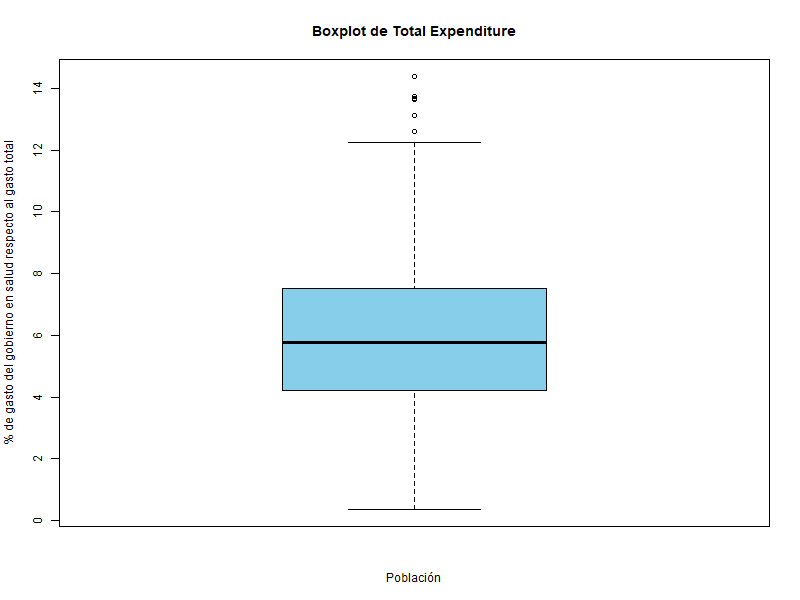 Boxplot de Total Expenditure
% de gasto del gobierno en salud respecto al gasto total
14
12
10
8
6
4
2
0
Población